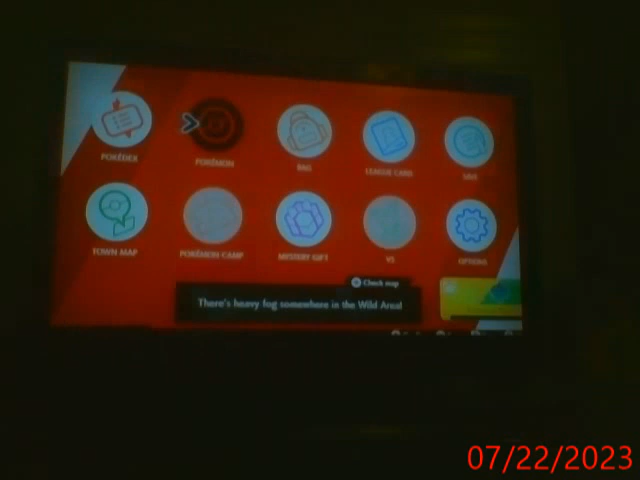 POKÉDEX
POKÉMON
BAG
LEAGUE CARD
SAVE
TOWN MAP
POKÉMON CAMP
MYSTERY GIFT
VS
OPTIONS
Check map
There's heavy fog somewhere in the Wild Area!
07/22/2023